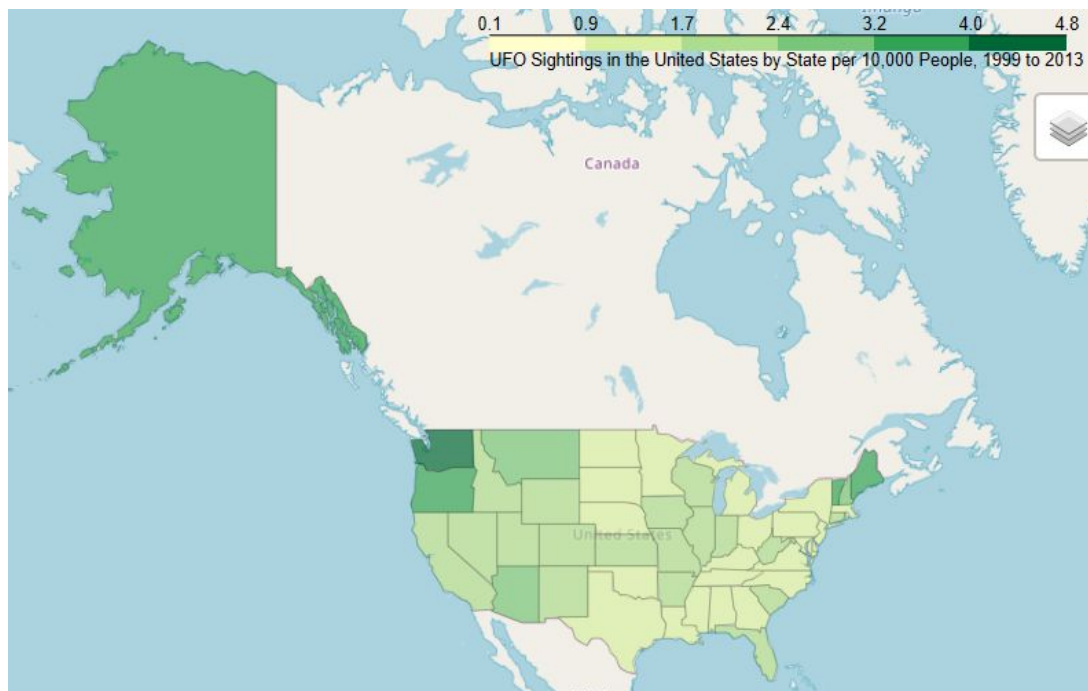 0.1 0.9 1.7 2.4 3.2 4.0 4.8
UFO Sightings in the United States by State per 10,000 People, 1999 to 2013
Canada
United States